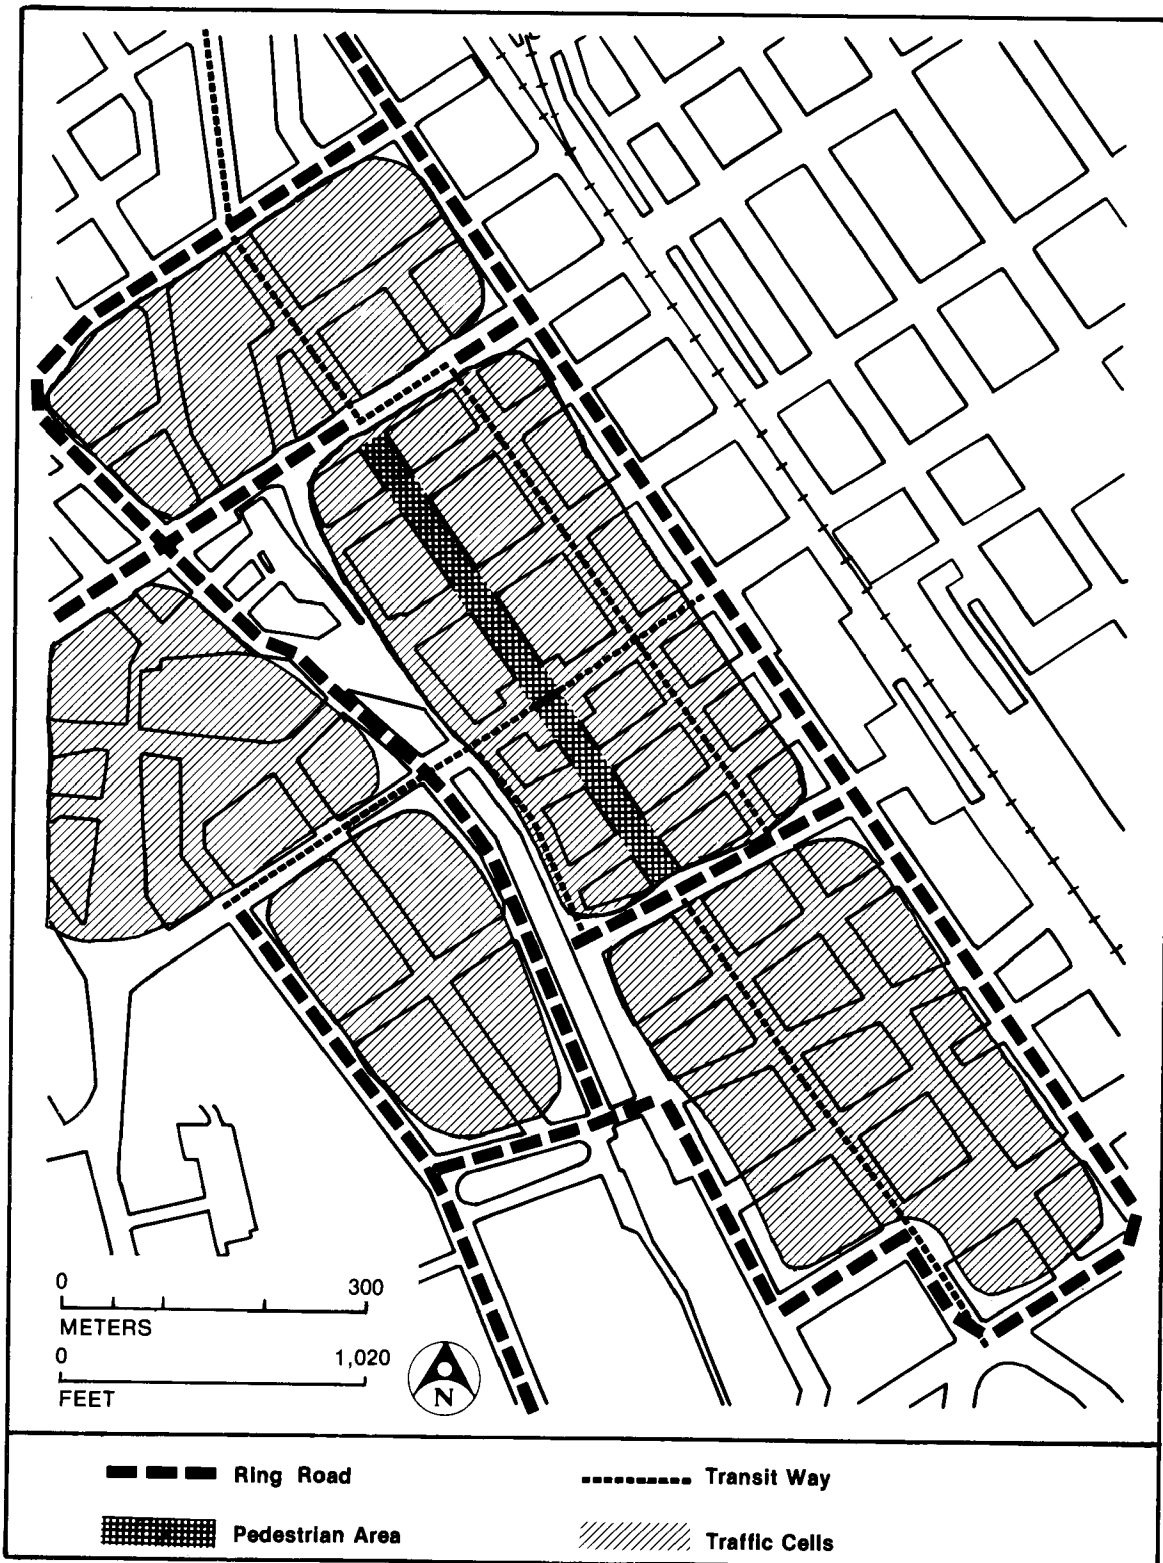 0 300
METERS
0 1,020
FEET
N
Ring Road
Transit Way
Pedestrian Area
Traffic Cells